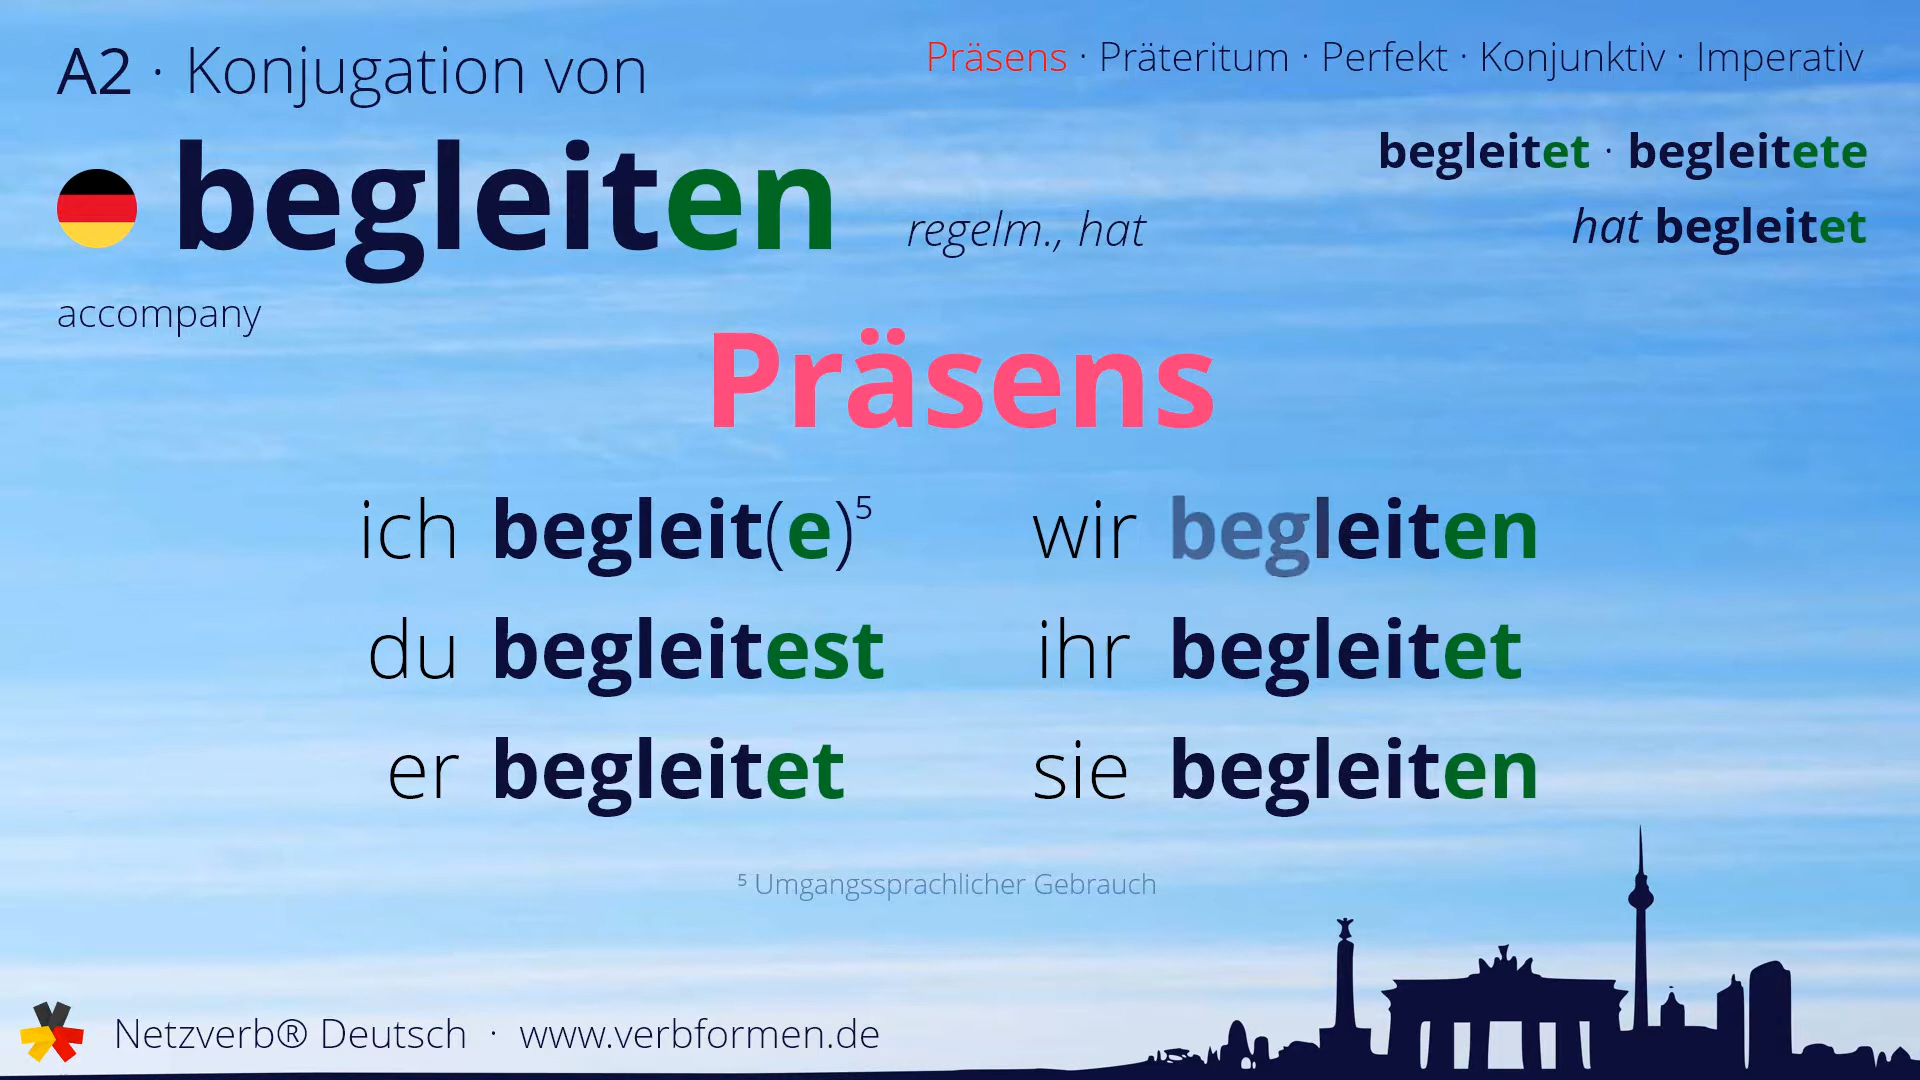 A2 · Konjugation von
Präsens · Präteritum · Perfekt · Konjunktiv · Imperativ
begleiten regelm., hat
begleitet · begleitete
hat begleitet
accompany
Präsens
ich begleit(e)⁵
du begleitest
er begleitet
wir begleiten
ihr begleitet
sie begleiten
⁵ Umgangssprachlicher Gebrauch
Netzverb® Deutsch · www.verbformen.de